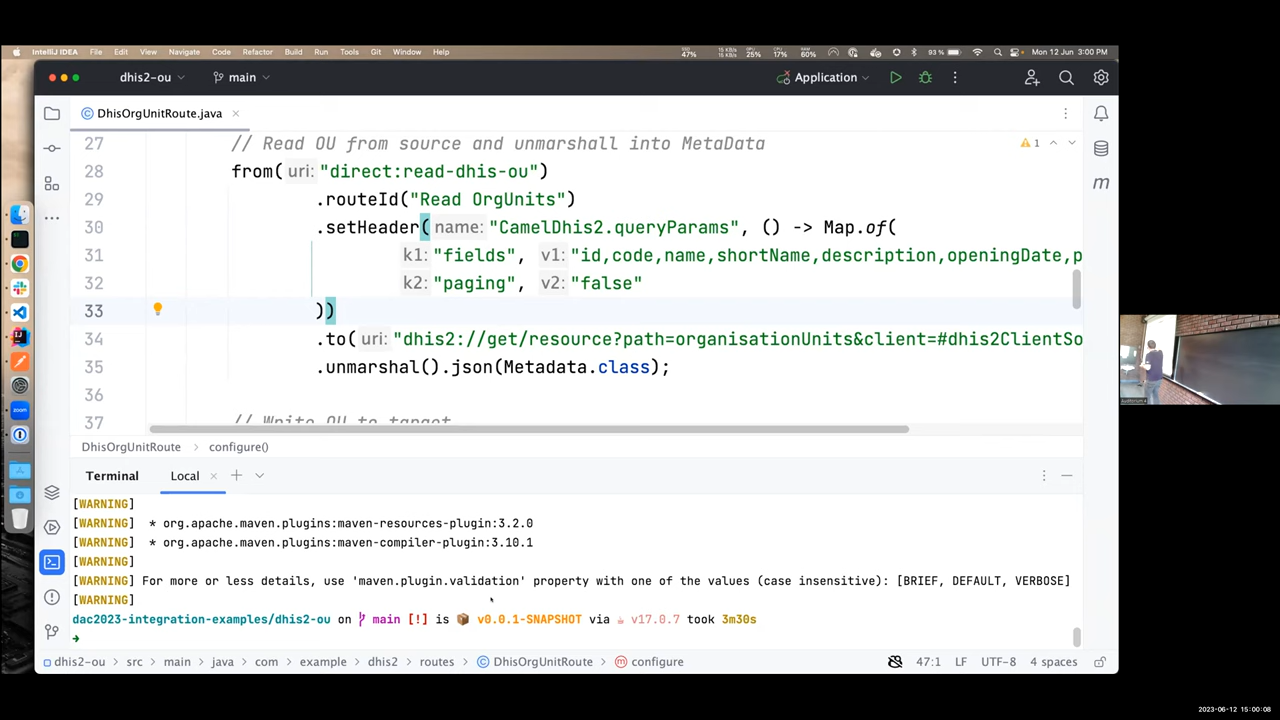 IntelliJ IDEA File Edit View Navigate Code Refactor Build Run Tools Git Window Help 93 % Mon 12 Jun 3:00 PM
dhis2-ou main Application
DhisOrgUnitRoute.java
27 // Read OU from source and unmarshall into MetaData
1
28 from( uri: "direct:read-dhis-ou")
29 .routeId("Read OrgUnits")
30 .setHeader( name: "CamelDhis2.queryParams", () -> Map.of(
31 k1: "fields", v1: "id,code,name,shortName,description,openingDate,p
32 k2: "paging", v2: "false"
33 ))
34 .to( uri: "dhis2://get/resource?path=organisationUnits&client=#dhis2ClientSo
35 .unmarshal().json(Metadata.class);
36
37 // Write OU to target
DhisOrgUnitRoute > configure()
Terminal Local
[WARNING]
[WARNING] * org.apache.maven.plugins:maven-resources-plugin:3.2.0
[WARNING] * org.apache.maven.plugins:maven-compiler-plugin:3.10.1
[WARNING]
[WARNING] For more or less details, use 'maven.plugin.validation' property with one of the values (case insensitive): [BRIEF, DEFAULT, VERBOSE]
[WARNING]
dac2023-integration-examples/dhis2-ou on main [!] is v0.0.1-SNAPSHOT via v17.0.7 took 3m30s
dhis2-ou > src > main > java > com > example > dhis2 > routes > DhisOrgUnitRoute > configure 47:1 LF UTF-8 4 spaces
2023-06-12 15:00:08